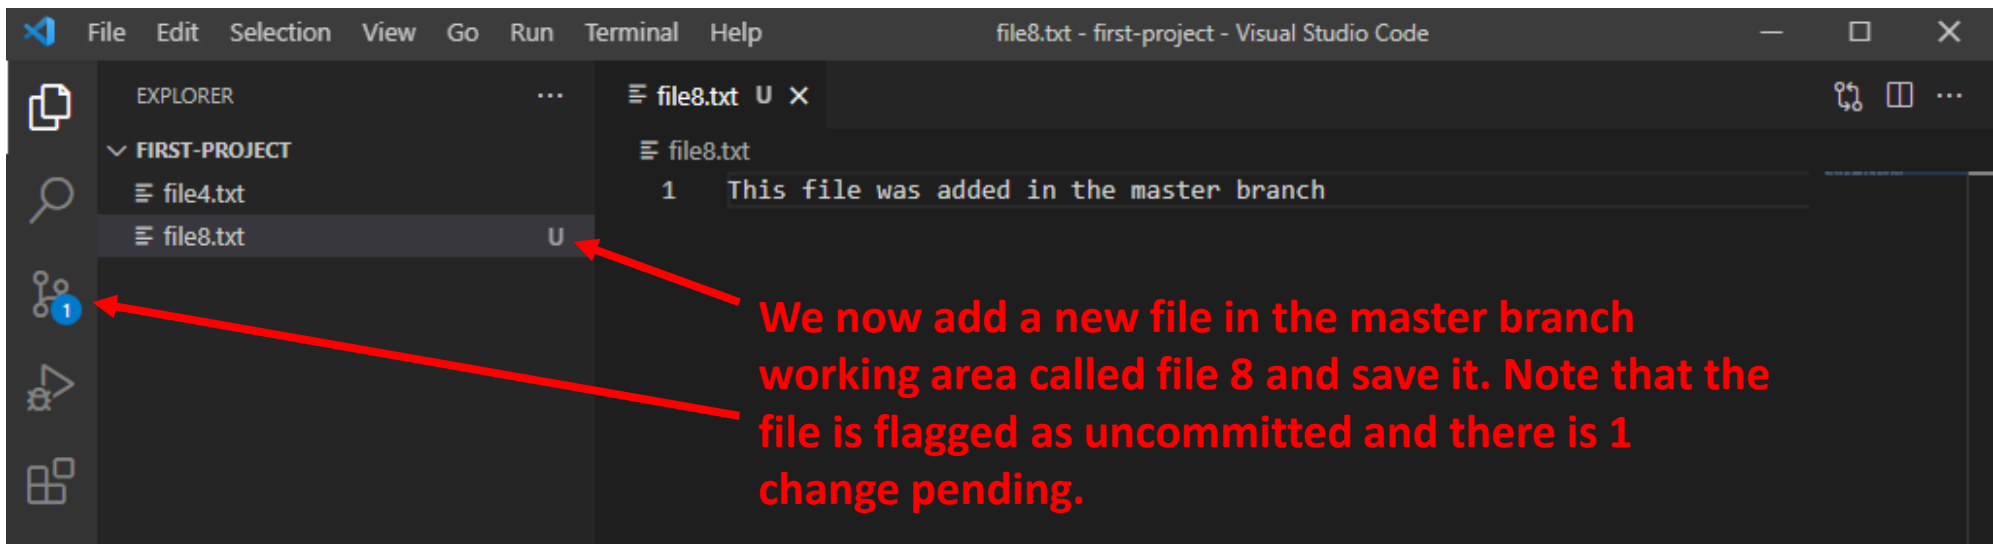 File Edit Selection View Go Run Terminal Help file8.txt - first-project - Visual Studio Code
EXPLORER
file8.txt U
FIRST-PROJECT
file8.txt
file4.txt
1 This file was added in the master branch
file8.txt U
1
We now add a new file in the master branch
working area called file 8 and save it. Note that the
file is flagged as uncommitted and there is 1
change pending.